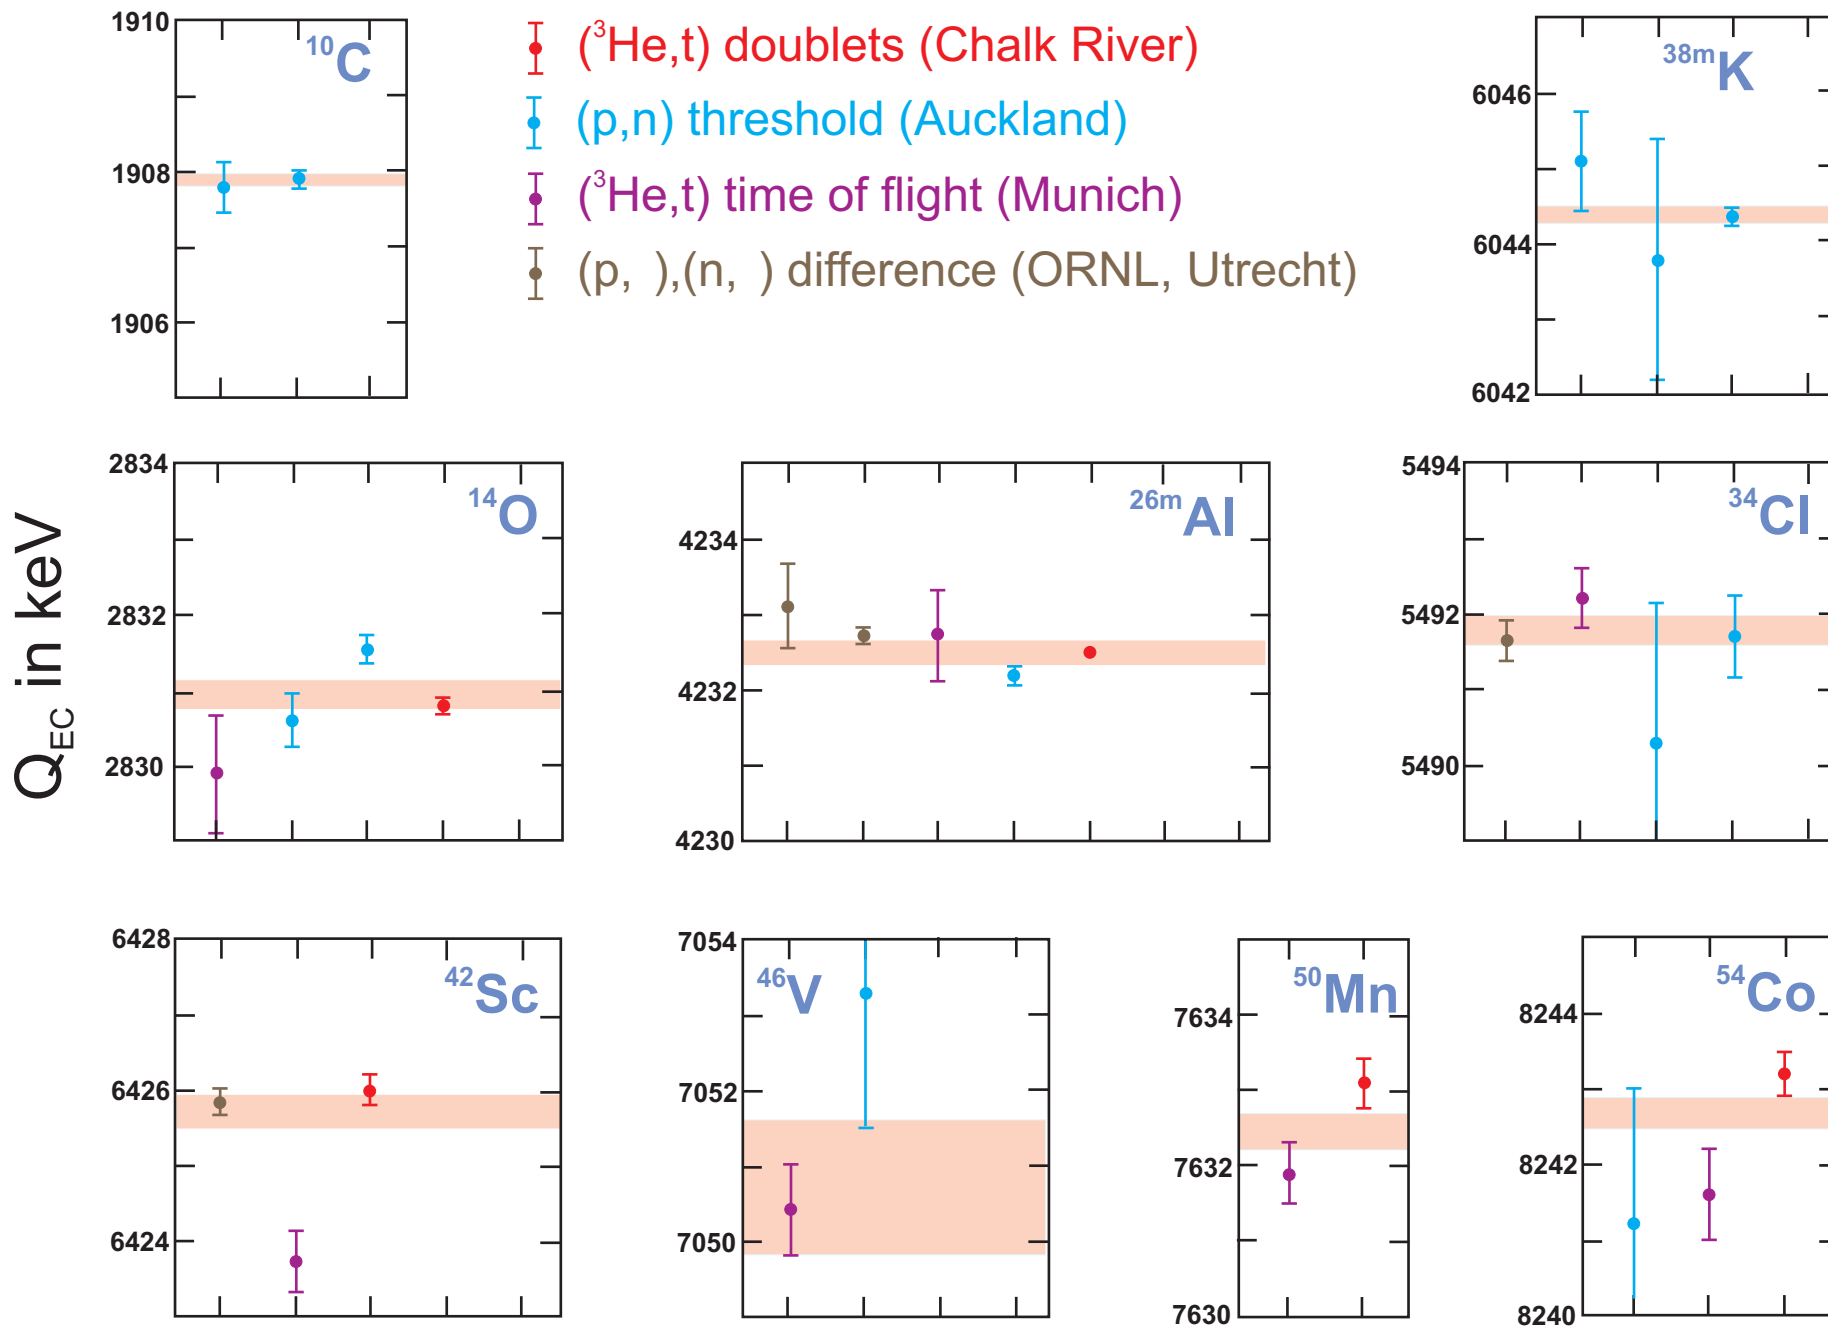 1910
1908
1906
¹⁰C
(³He,t) doublets (Chalk River)
(p,n) threshold (Auckland)
(³He,t) time of flight (Munich)
(p, ),(n, ) difference (ORNL, Utrecht)
6046
6044
6042
³⁸ᵐK
Q_EC in keV
2834
2832
2830
¹⁴O
4234
4232
4230
²⁶ᵐAl
5494
5492
5490
³⁴Cl
6428
6426
6424
⁴²Sc
7054
7052
7050
⁴⁶V
7634
7632
7630
⁵⁰Mn
8244
8242
8240
⁵⁴Co